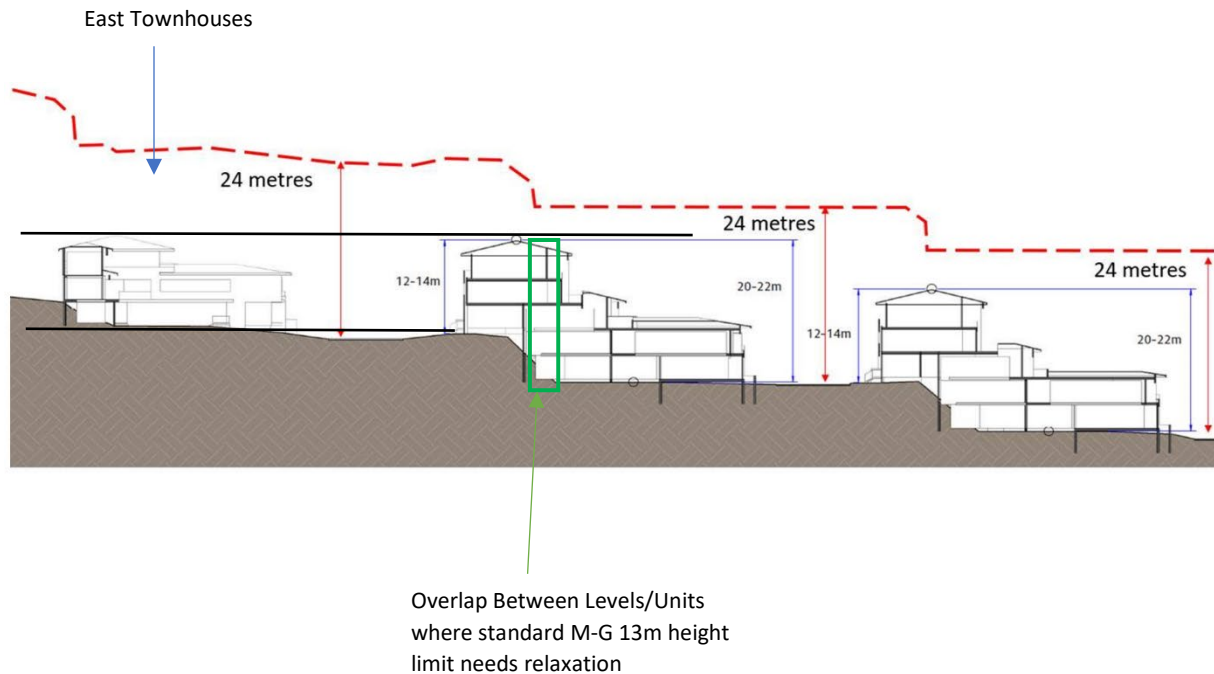 East Townhouses
24 metres
24 metres
24 metres
12-14m
20-22m
12-14m
20-22m
Overlap Between Levels/Units
where standard M-G 13m height
limit needs relaxation